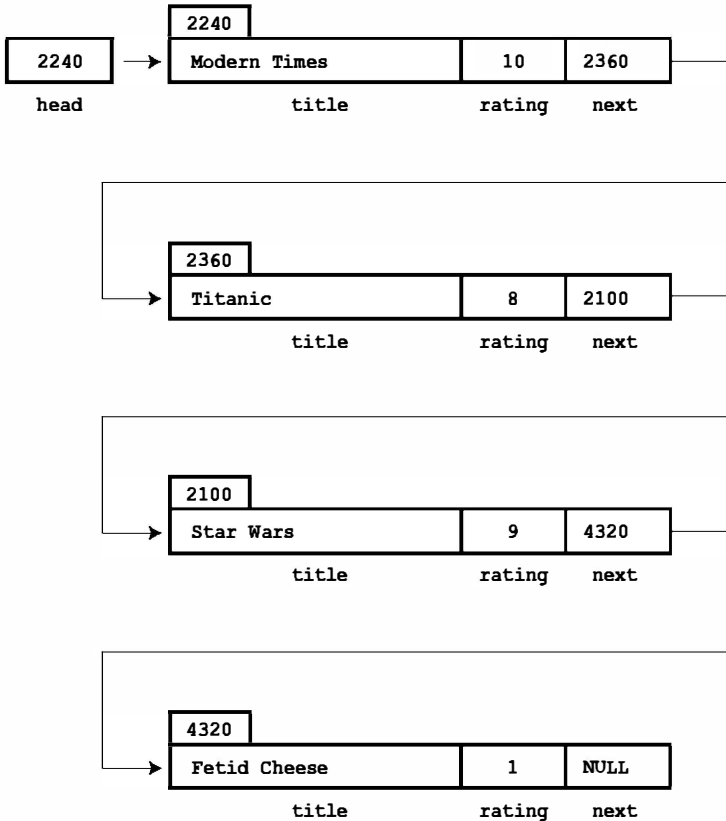 2240
2240 Modern Times 10 2360
head title rating next
2360
Titanic 8 2100
title rating next
2100
Star Wars 9 4320
title rating next
4320
Fetid Cheese 1 NULL
title rating next